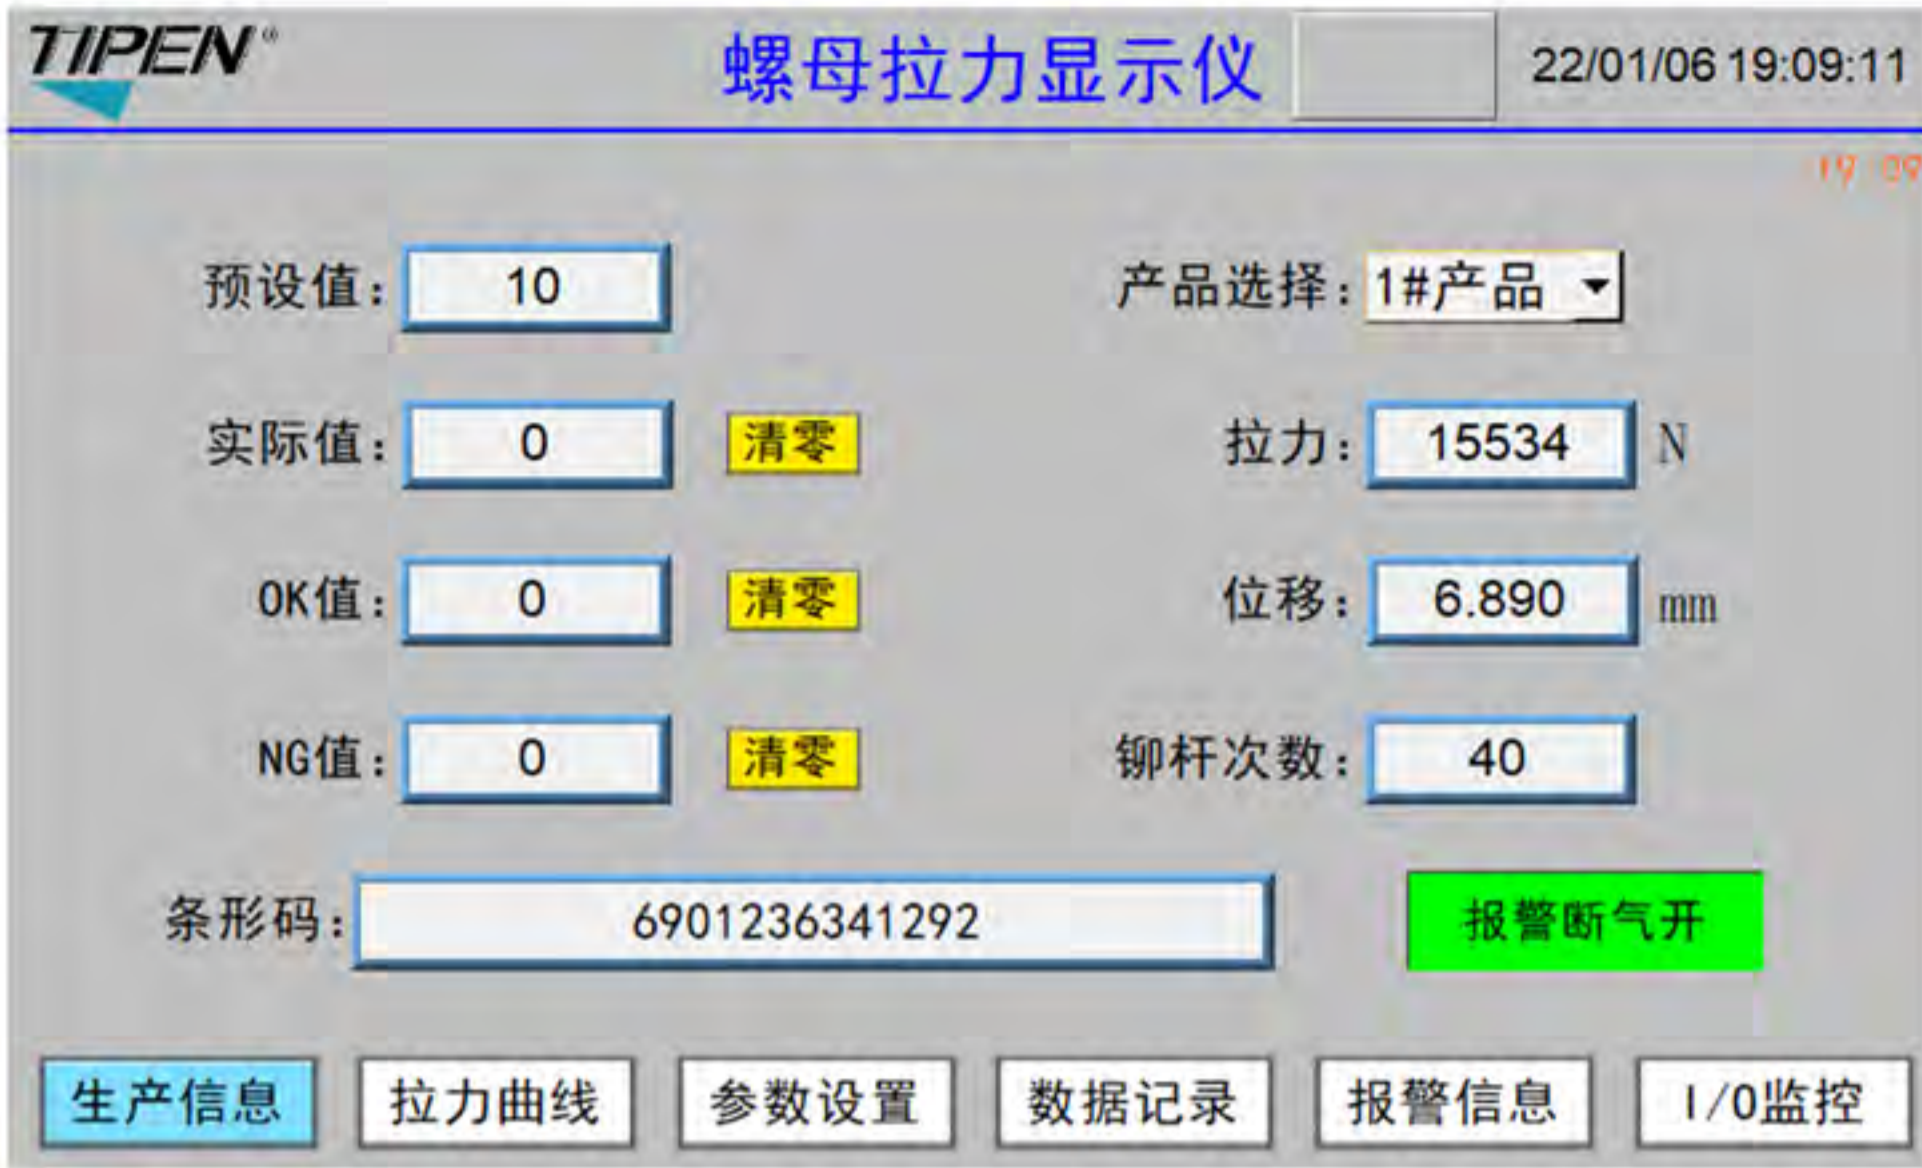 TIPEN®
螺母拉力显示仪
22/01/06 19:09:11
19 09
预设值: 10
产品选择: 1#产品
实际值: 0 清零
拉力: 15534 N
OK值: 0 清零
位移: 6.890 mm
NG值: 0 清零
铆杆次数: 40
条形码: 6901236341292
报警断气开
生产信息 拉力曲线 参数设置 数据记录 报警信息 I/O监控